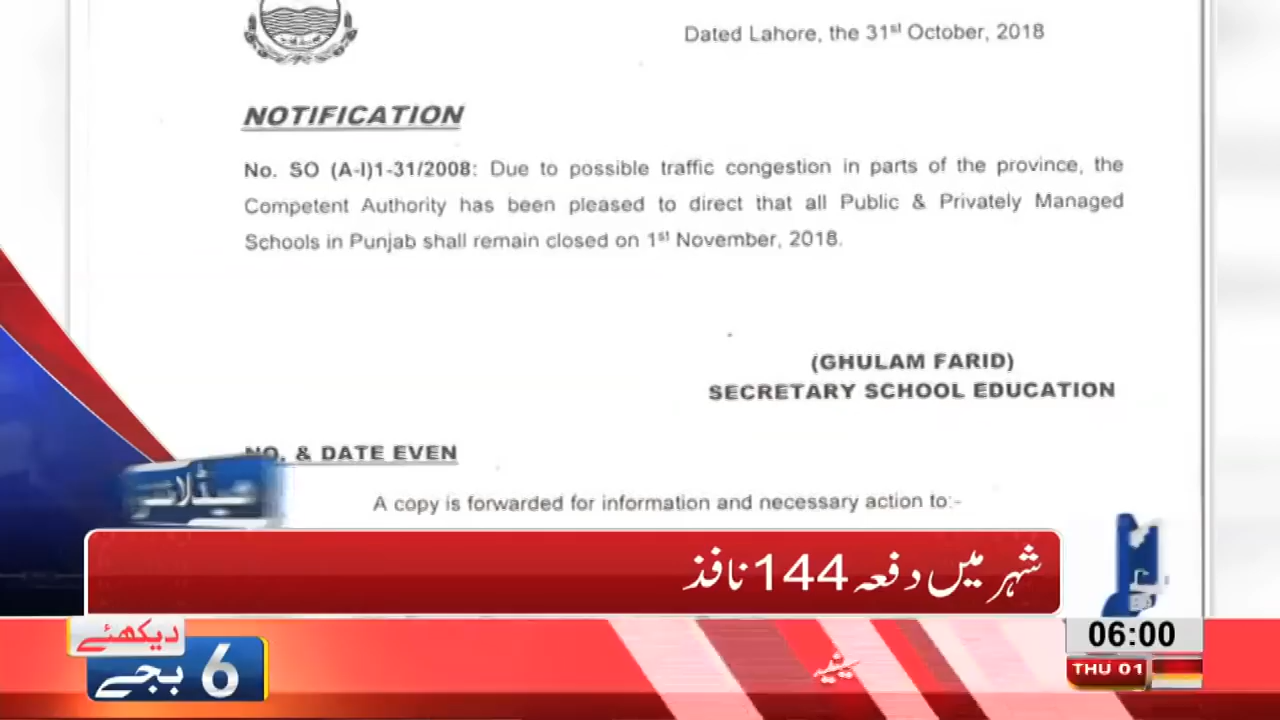 Dated Lahore, the 31st October, 2018
NOTIFICATION
No. SO (A-I)1-31/2008: Due to possible traffic congestion in parts of the province, the
Competent Authority has been pleased to direct that all Public & Privately Managed
Schools in Punjab shall remain closed on 1st November, 2018.
(GHULAM FARID)
SECRETARY SCHOOL EDUCATION
NO. & DATE EVEN
A copy is forwarded for information and necessary action to:-
شہر میں دفعہ 144 نافذ
دیکھئے
6 بجے
06:00
THU 01